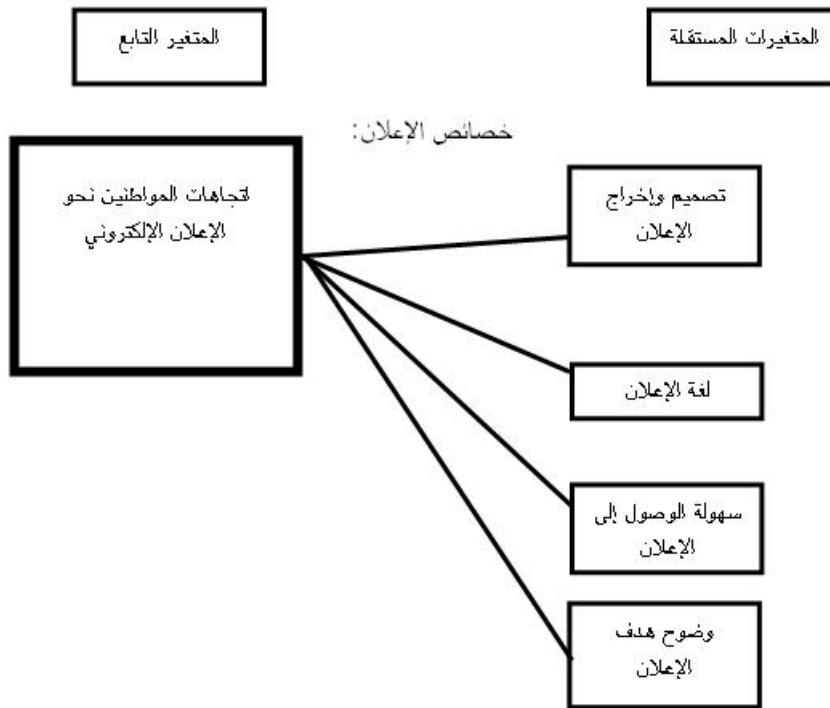 المتغيرات المستقلة
المتغير التابع
خصائص الإعلان:
تصميم وإخراج
الإعلان
لغة الإعلان
سهولة الوصول إلى
الإعلان
وضوح هدف
الإعلان
اتجاهات المواطنين نحو
الإعلان الإلكتروني